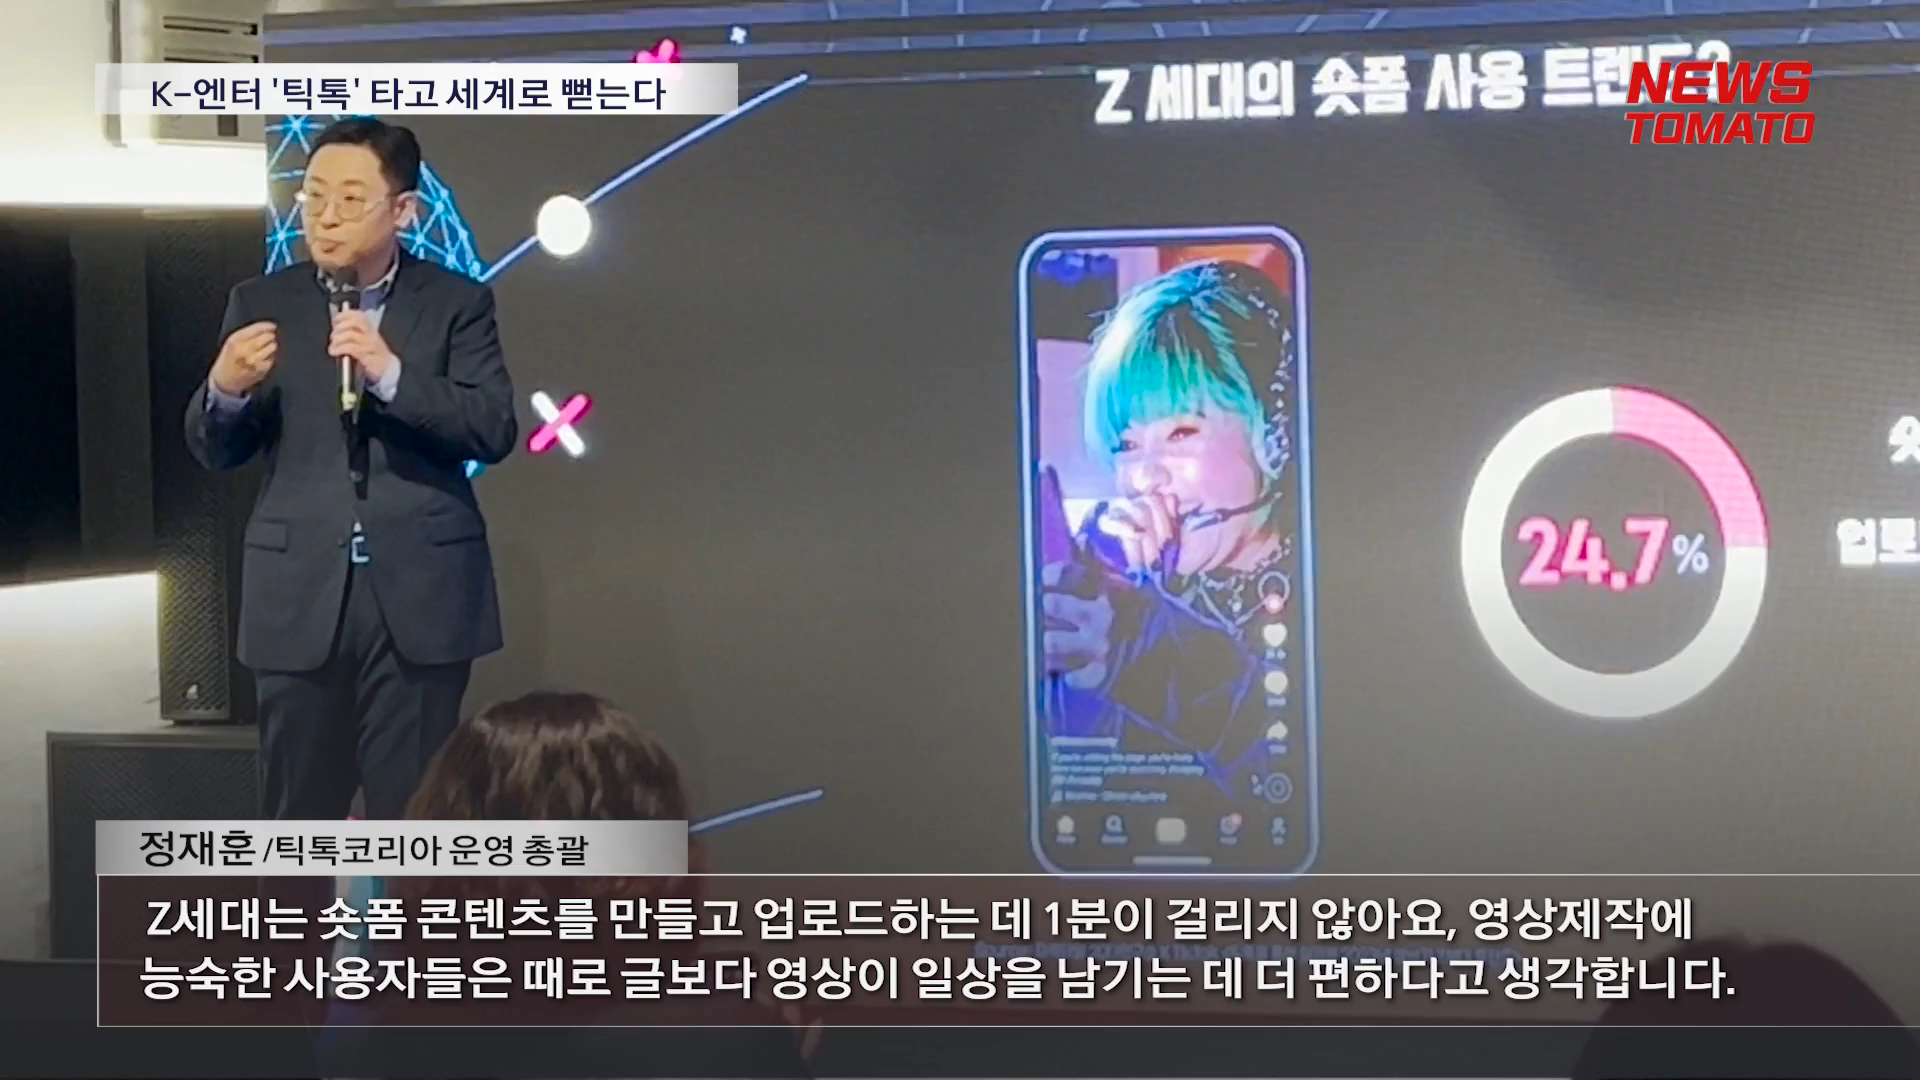 K-엔터 '틱톡' 타고 세계로 뻗는다
Z 세대의 숏폼 사용
NEWS
TOMATO
24.7%
정재훈/틱톡코리아 운영 총괄
Z세대는 숏폼 콘텐츠를 만들고 업로드하는 데 1분이 걸리지 않아요, 영상제작에
능숙한 사용자들은 때로 글보다 영상이 일상을 남기는 데 더 편하다고 생각합니다.